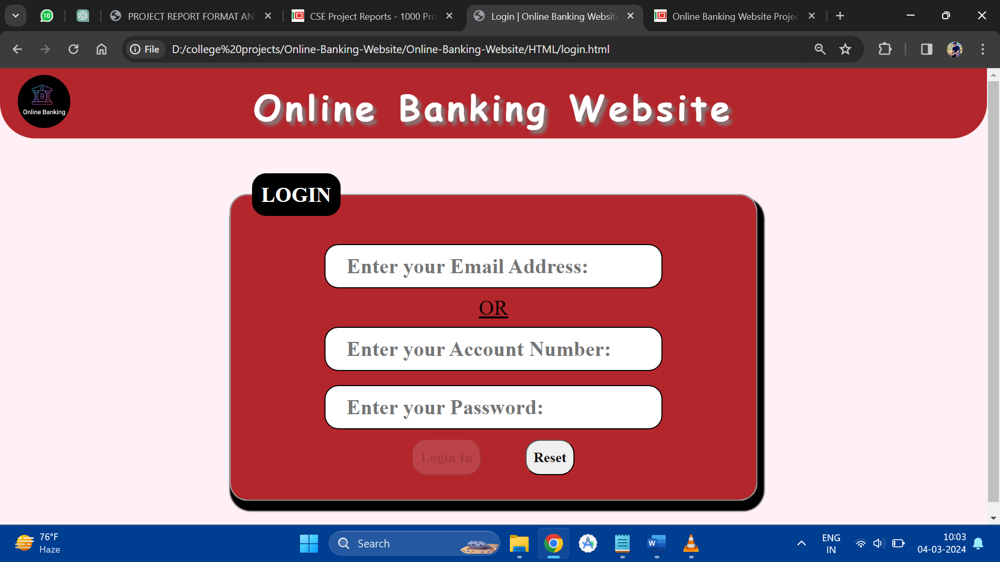 10
PROJECT REPORT FORMAT AN
CSE Project Reports - 1000 Pro
Login | Online Banking Website
Online Banking Website Projec
File
D:/college%20projects/Online-Banking-Website/Online-Banking-Website/HTML/login.html
Online Banking
Online Banking Website
LOGIN
Enter your Email Address:
OR
Enter your Account Number:
Enter your Password:
Login In
Reset
76°F
Haze
Search
W
ENG
IN
10:03
04-03-2024